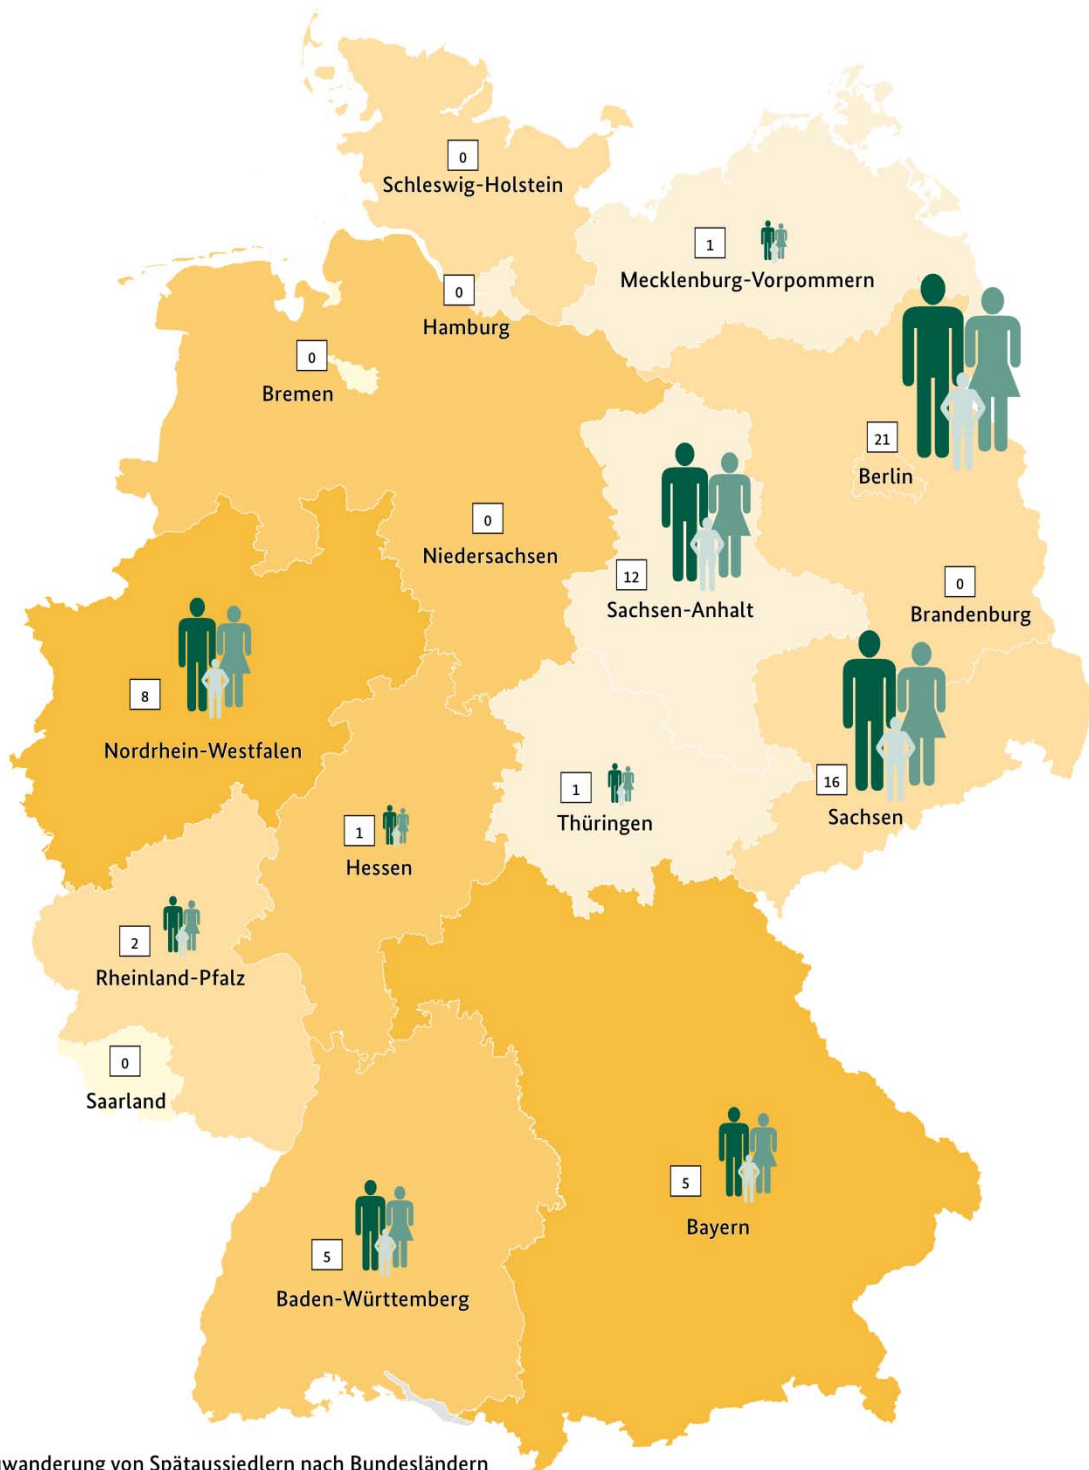 0
Schleswig-Holstein
1
Mecklenburg-Vorpommern
0
Hamburg
0
Bremen
21
Berlin
0
Niedersachsen
12
Sachsen-Anhalt
0
Brandenburg
8
Nordrhein-Westfalen
1
Hessen
1
Thüringen
16
Sachsen
2
Rheinland-Pfalz
0
Saarland
5
Bayern
5
Baden-Württemberg
von Spätaussiedlern nach Bundesländern